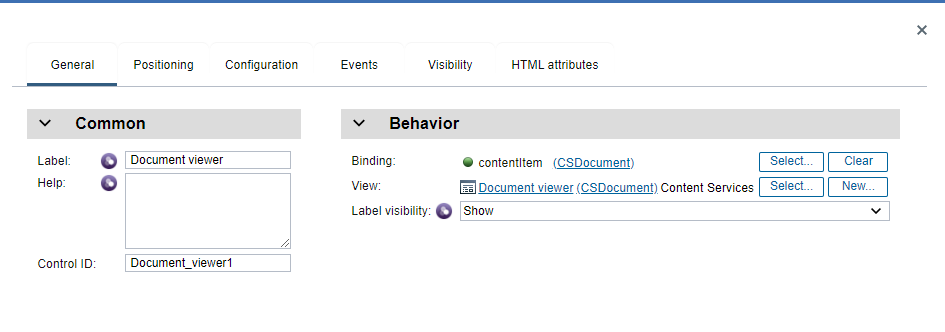 General Positioning Configuration Events Visibility HTML attributes
Common
Label: Document viewer
Help:
Control ID: Document_viewer1
Behavior
Binding: contentItem (CSDocument) Select... Clear
View: Document viewer (CSDocument) Content Services Select... New...
Label visibility: Show